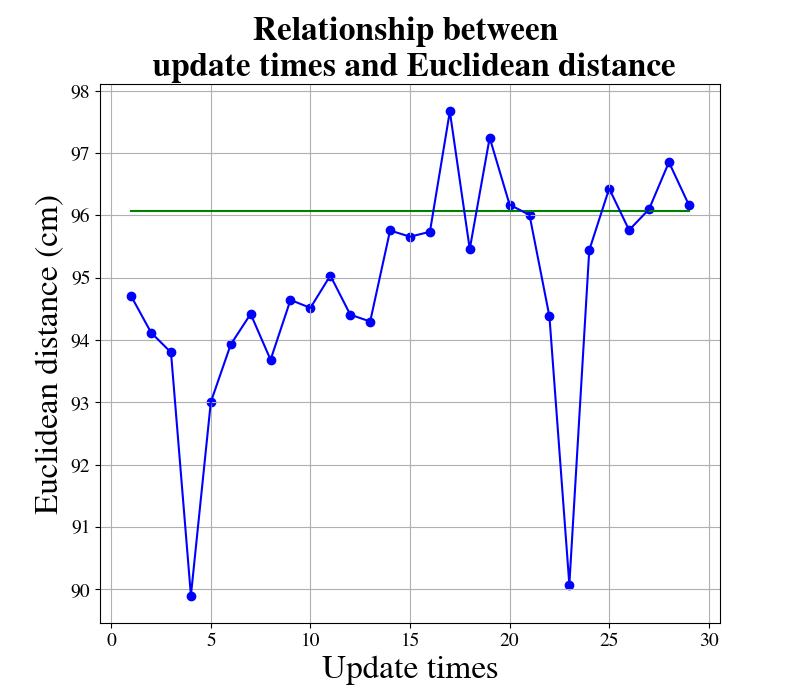 Relationship between
update times and Euclidean distance
98
97
96
95
94
93
92
91
90
Euclidean distance (cm)
0 5 10 15 20 25 30
Update times